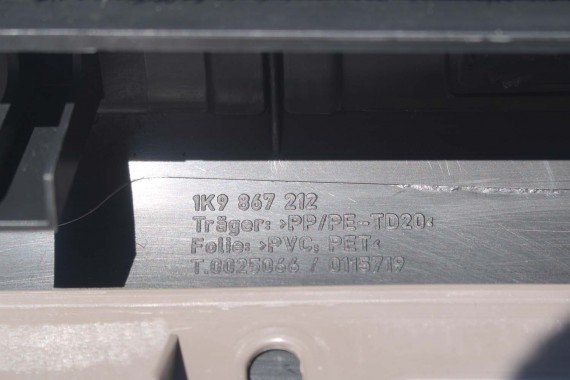 1K9 867 212
Träger: >PP/PE-TD20<
Folie: >PVC, PET<
T.0025066 / 0115719